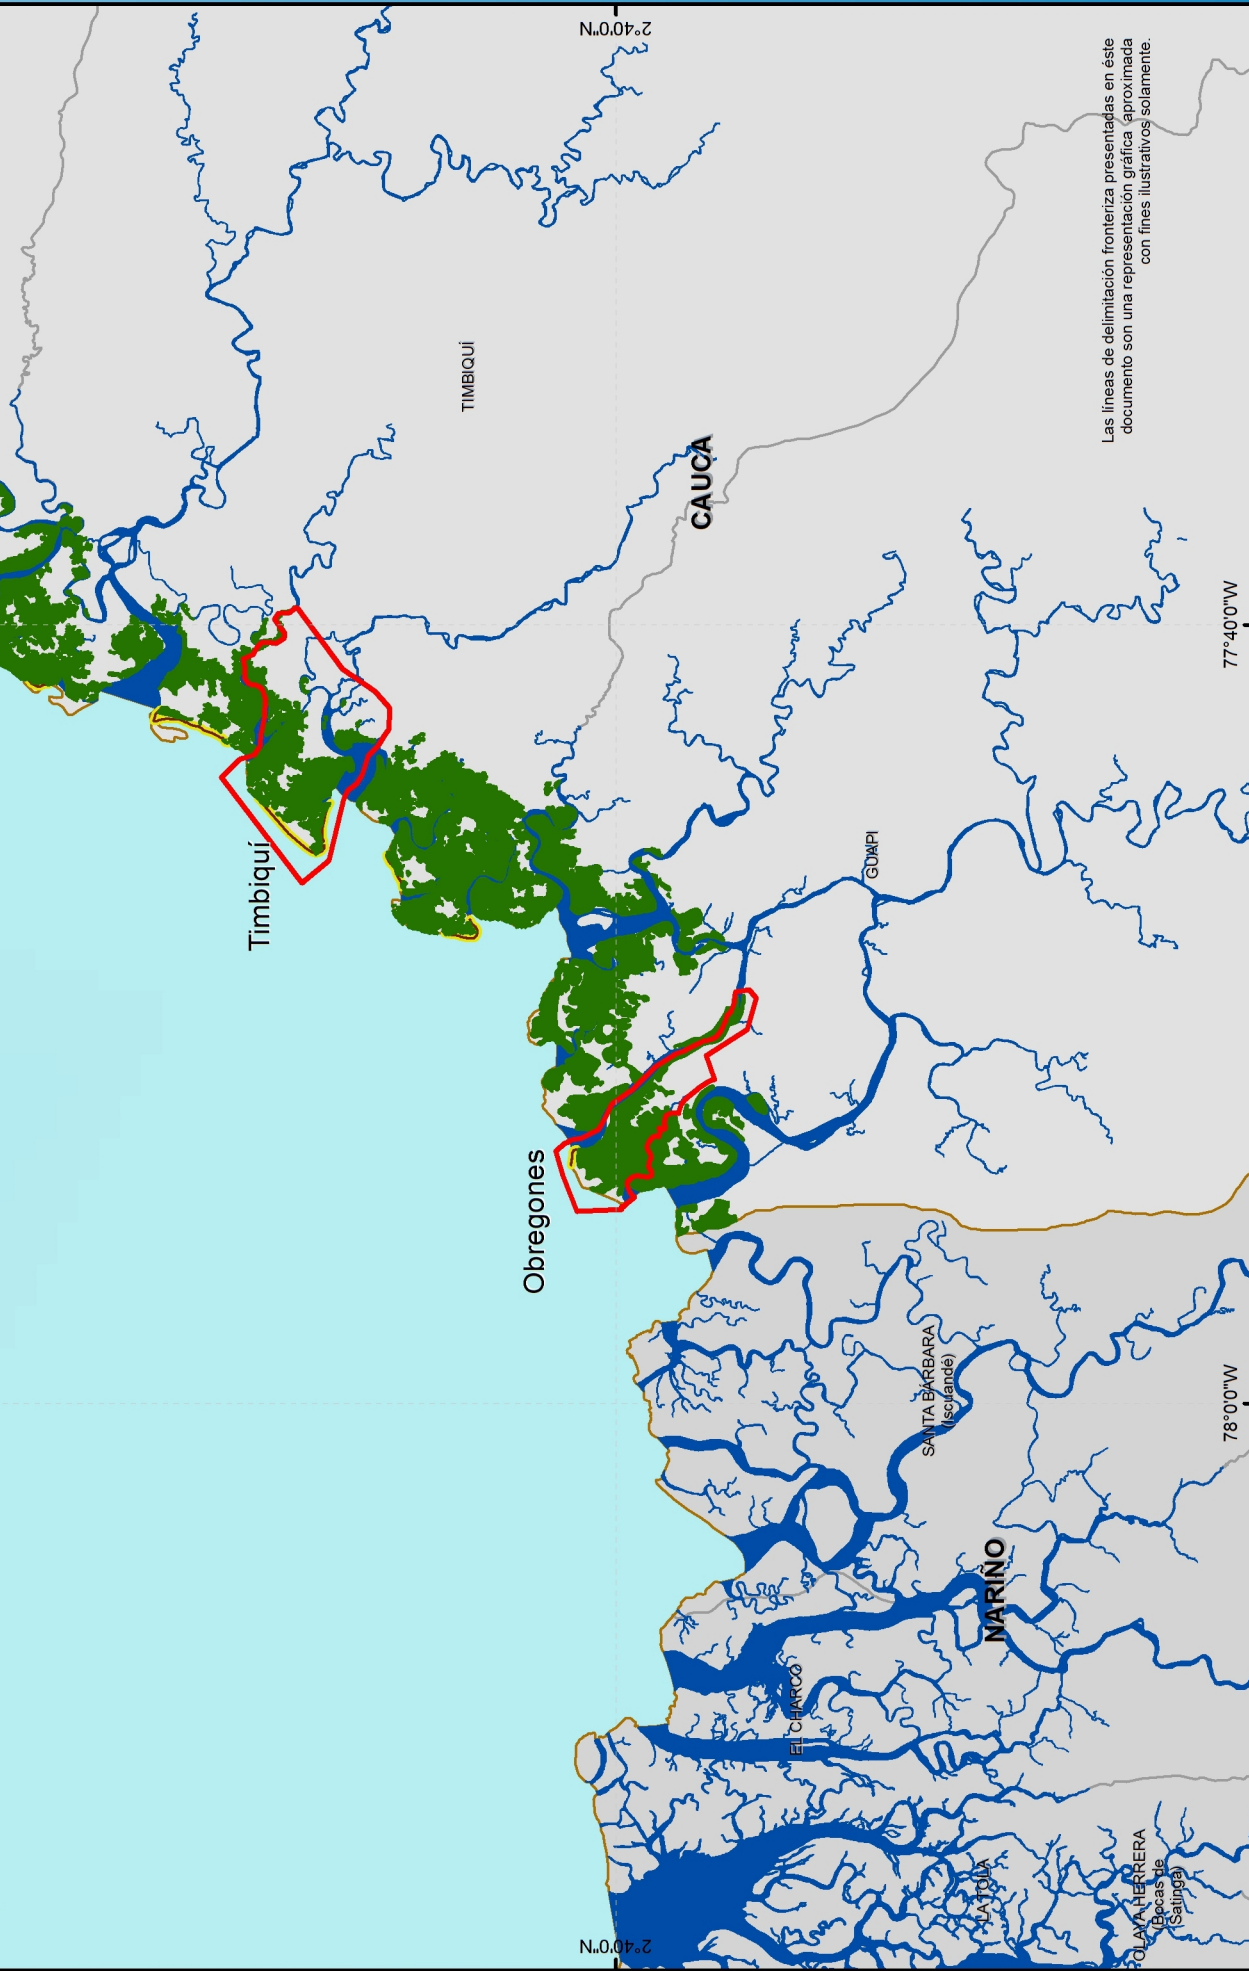 2°40'0"N
2°40'0"N
Timbiquí
TIMBIQUÍ
CAUCA
Obregones
GUAPI
SANTA BÁRBARA
(Iscuandé)
NARIÑO
EL CHARCO
LA TOLA
OLAYA HERRERA
(Bocas de
Satinga)
78°0'0"W
77°40'0"W
Las líneas de delimitación fronteriza presentadas en éste
documento son una representación gráfica aproximada
con fines ilustrativos solamente.